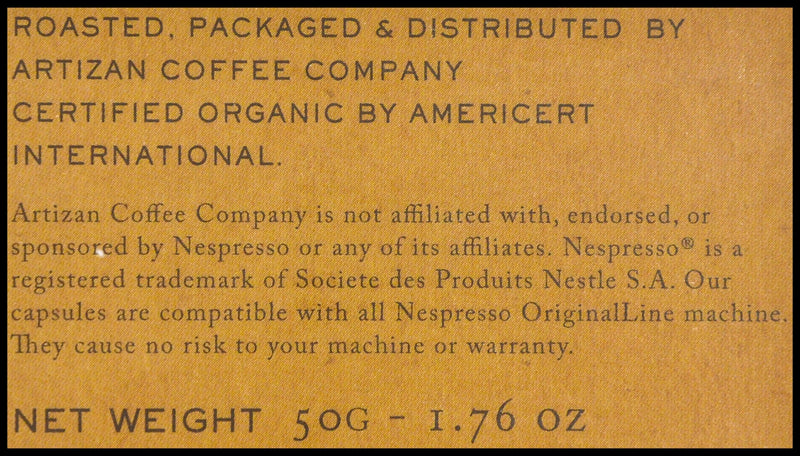 ROASTED, PACKAGED & DISTRIBUTED BY
ARTIZAN COFFEE COMPANY
CERTIFIED ORGANIC BY AMERICERT
INTERNATIONAL.
Artizan Coffee Company is not affiliated with, endorsed, or
sponsored by Nespresso or any of its affiliates. Nespresso® is a
registered trademark of Societe des Produits Nestle S.A. Our
capsules are compatible with all Nespresso OriginalLine machine.
They cause no risk to your machine or warranty.
NET WEIGHT 50G - 1.76 OZ